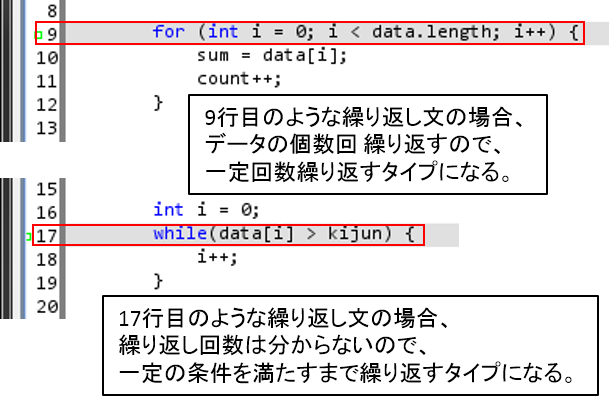 8
9 for (int i = 0; i < data.length; i++) {
10 sum = data[i];
11 count++;
12 }
13
9行目のような繰り返し文の場合、
データの個数回 繰り返すので、
一定回数繰り返すタイプになる。
15
16 int i = 0;
17 while(data[i] > kijun) {
18 i++;
19 }
20
17行目のような繰り返し文の場合、
繰り返し回数は分からないので、
一定の条件を満たすまで繰り返すタイプになる。